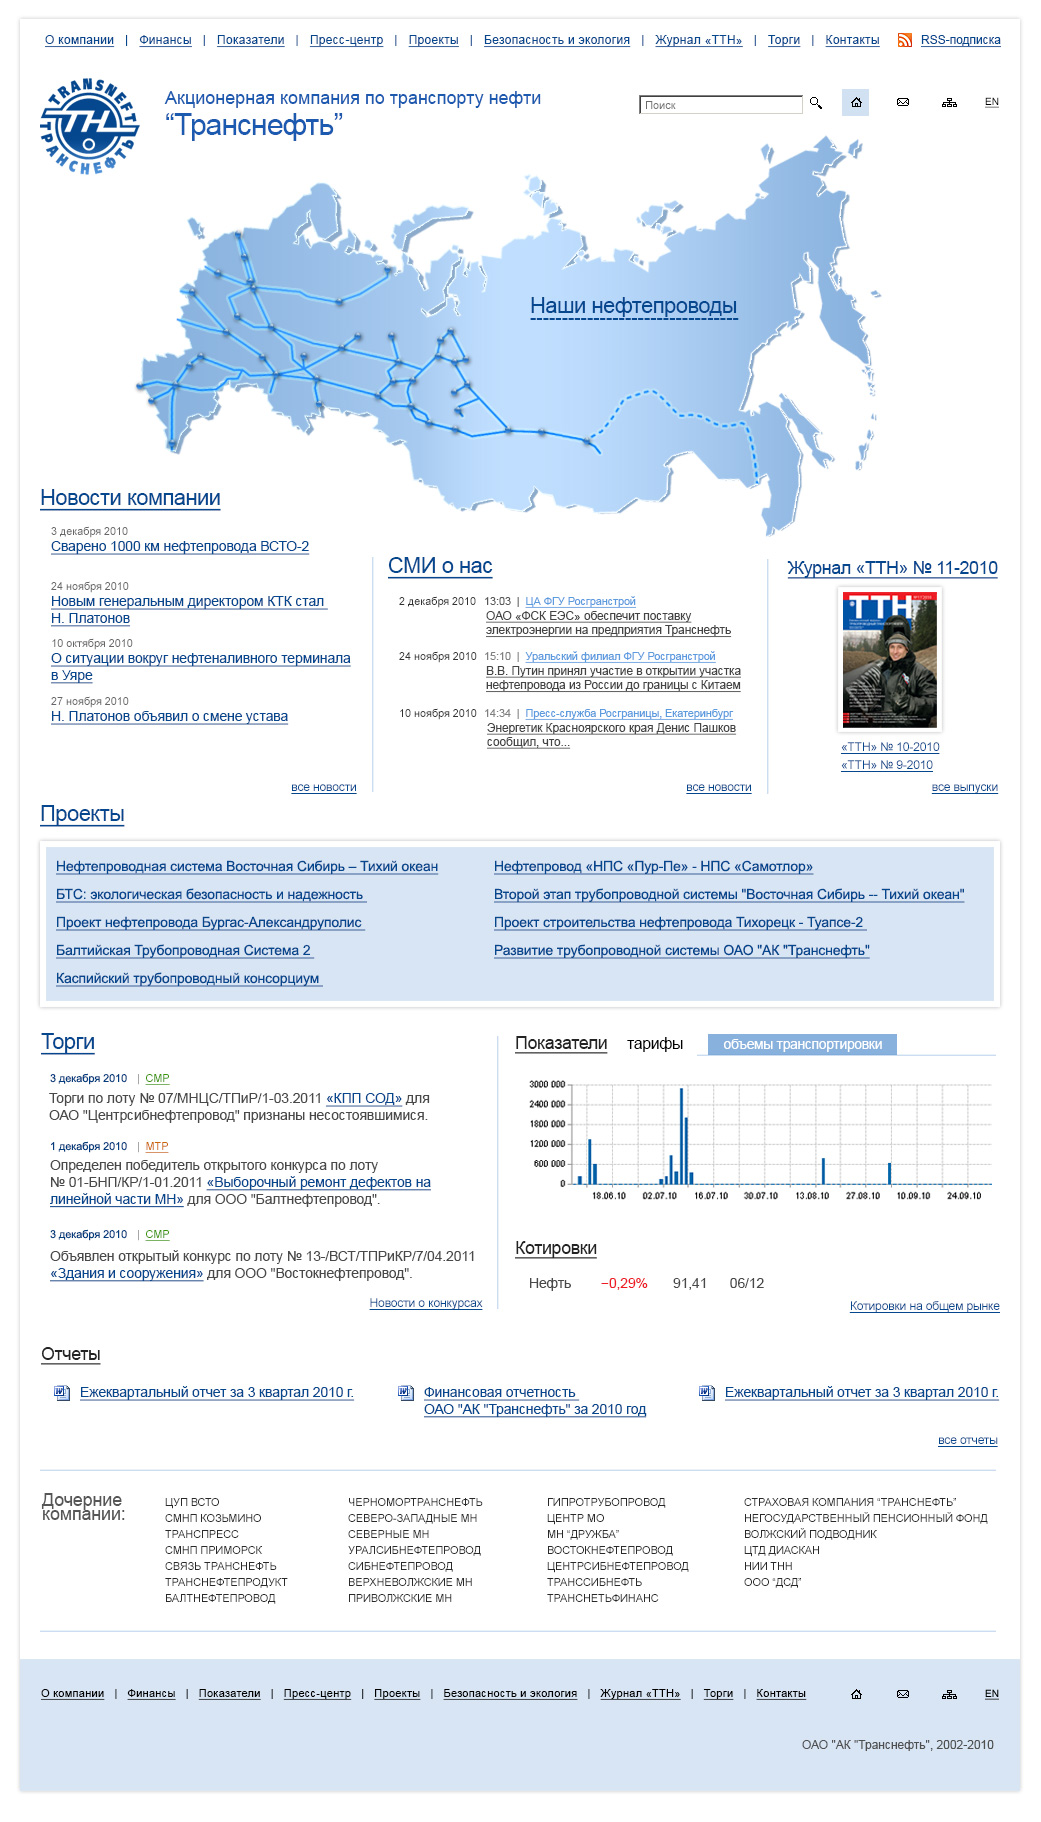 О компании | Финансы | Показатели | Пресс-центр | Проекты | Безопасность и экология | Журнал «ТТН» | Торги | Контакты RSS-подписка
TRANSNEFT
ТРАНСНЕФТЬ
Акционерная компания по транспорту нефти
“Транснефть”
Поиск
EN
Наши нефтепроводы
Новости компании
3 декабря 2010
Сварено 1000 км нефтепровода ВСТО-2
24 ноября 2010
Новым генеральным директором КТК стал
Н. Платонов
10 октября 2010
О ситуации вокруг нефтеналивного терминала
в Уяре
27 ноября 2010
Н. Платонов объявил о смене устава
все новости
СМИ о нас
2 декабря 2010 13:03 | ЦА ФГУ Росгранстрой
ОАО «ФСК ЕЭС» обеспечит поставку
электроэнергии на предприятия Транснефть
24 ноября 2010 15:10 | Уральский филиал ФГУ Росгранстрой
В.В. Путин принял участие в открытии участка
нефтепровода из России до границы с Китаем
10 ноября 2010 14:34 | Пресс-служба Росграницы, Екатеринбург
Энергетик Красноярского края Денис Пашков
сообщил, что...
все новости
Журнал «ТТН» № 11-2010
ТТН
«ТТН» № 10-2010
«ТТН» № 9-2010
все выпуски
Проекты
Нефтепроводная система Восточная Сибирь – Тихий океан
БТС: экологическая безопасность и надежность
Проект нефтепровода Бургас-Александруполис
Балтийская Трубопроводная Система 2
Каспийский трубопроводный консорциум
Нефтепровод «НПС «Пур-Пе» - НПС «Самотлор»
Второй этап трубопроводной системы "Восточная Сибирь -- Тихий океан"
Проект строительства нефтепровода Тихорецк - Туапсе-2
Развитие трубопроводной системы ОАО "АК "Транснефть"
Торги
3 декабря 2010 | СМР
Торги по лоту № 07/МНЦС/ТПиР/1-03.2011 «КПП СОД» для
ОАО "Центрсибнефтепровод" признаны несостоявшимися.
1 декабря 2010 | МТР
Определен победитель открытого конкурса по лоту
№ 01-БНП/КР/1-01.2011 «Выборочный ремонт дефектов на
линейной части МН» для ООО "Балтнефтепровод".
3 декабря 2010 | СМР
Объявлен открытый конкурс по лоту № 13-/ВСТ/ТПРиКР/7/04.2011
«Здания и сооружения» для ООО "Востокнефтепровод".
Новости о конкурсах
Показатели тарифы объемы транспортировки
3000 000
2400 000
1800 000
1200 000
600 000
0
18.06.10 02.07.10 16.07.10 30.07.10 13.08.10 27.08.10 10.09.10 24.09.10
Котировки
Нефть −0,29% 91,41 06/12
Котировки на общем рынке
Отчеты
Ежеквартальный отчет за 3 квартал 2010 г.
Финансовая отчетность
ОАО "АК "Транснефть" за 2010 год
Ежеквартальный отчет за 3 квартал 2010 г.
все отчеты
Дочерние
компании:
ЦУП ВСТО
СМНП КОЗЬМИНО
ТРАНСПРЕСС
СМНП ПРИМОРСК
СВЯЗЬ ТРАНСНЕФТЬ
ТРАНСНЕФТЕПРОДУКТ
БАЛТНЕФТЕПРОВОД
ЧЕРНОМОРТРАНСНЕФТЬ
СЕВЕРО-ЗАПАДНЫЕ МН
СЕВЕРНЫЕ МН
УРАЛСИБНЕФТЕПРОВОД
СИБНЕФТЕПРОВОД
ВЕРХНЕВОЛЖСКИЕ МН
ПРИВОЛЖСКИЕ МН
ГИПРОТРУБОПРОВОД
ЦЕНТР МО
МН “ДРУЖБА”
ВОСТОКНЕФТЕПРОВОД
ЦЕНТРСИБНЕФТЕПРОВОД
ТРАНССИБНЕФТЬ
ТРАНСНЕТЬФИНАНС
СТРАХОВАЯ КОМПАНИЯ “ТРАНСНЕФТЬ”
НЕГОСУДАРСТВЕННЫЙ ПЕНСИОННЫЙ ФОНД
ВОЛЖСКИЙ ПОДВОДНИК
ЦТД ДИАСКАН
НИИ ТНН
ООО “ДСД”
О компании | Финансы | Показатели | Пресс-центр | Проекты | Безопасность и экология | Журнал «ТТН» | Торги | Контакты EN
ОАО "АК "Транснефть", 2002-2010